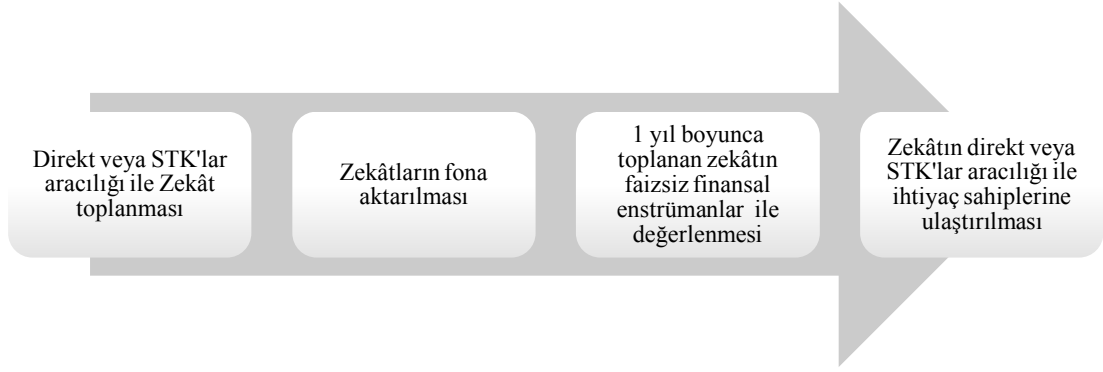 Direkt veya STK'lar
aracılığı ile Zekât
toplanması
Zekâtların fona
aktarılması
1 yıl boyunca
toplanan zekâtın
faizsiz finansal
enstrümanlar ile
değerlenmesi
Zekâtın direkt veya
STK'lar aracılığı ile
ihtiyaç sahiplerine
ulaştırılması